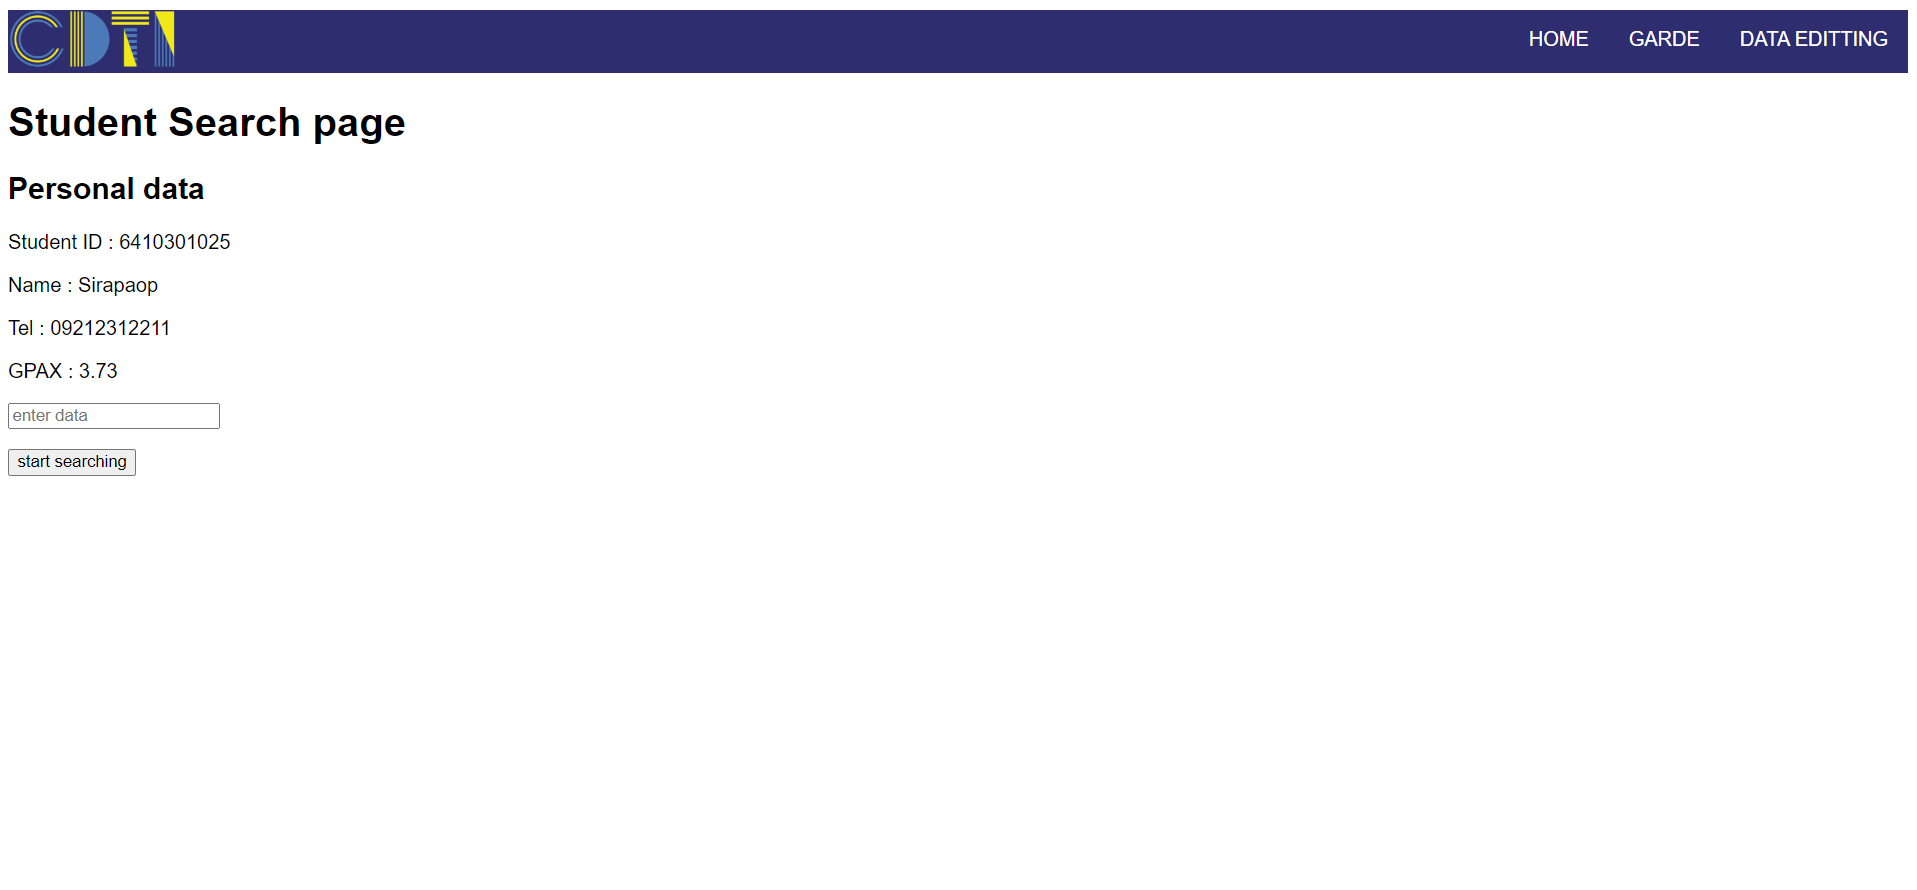 CDTI
HOME GARDE DATA EDITTING
Student Search page
Personal data
Student ID : 6410301025
Name : Sirapaop
Tel : 09212312211
GPAX : 3.73
enter data
start searching